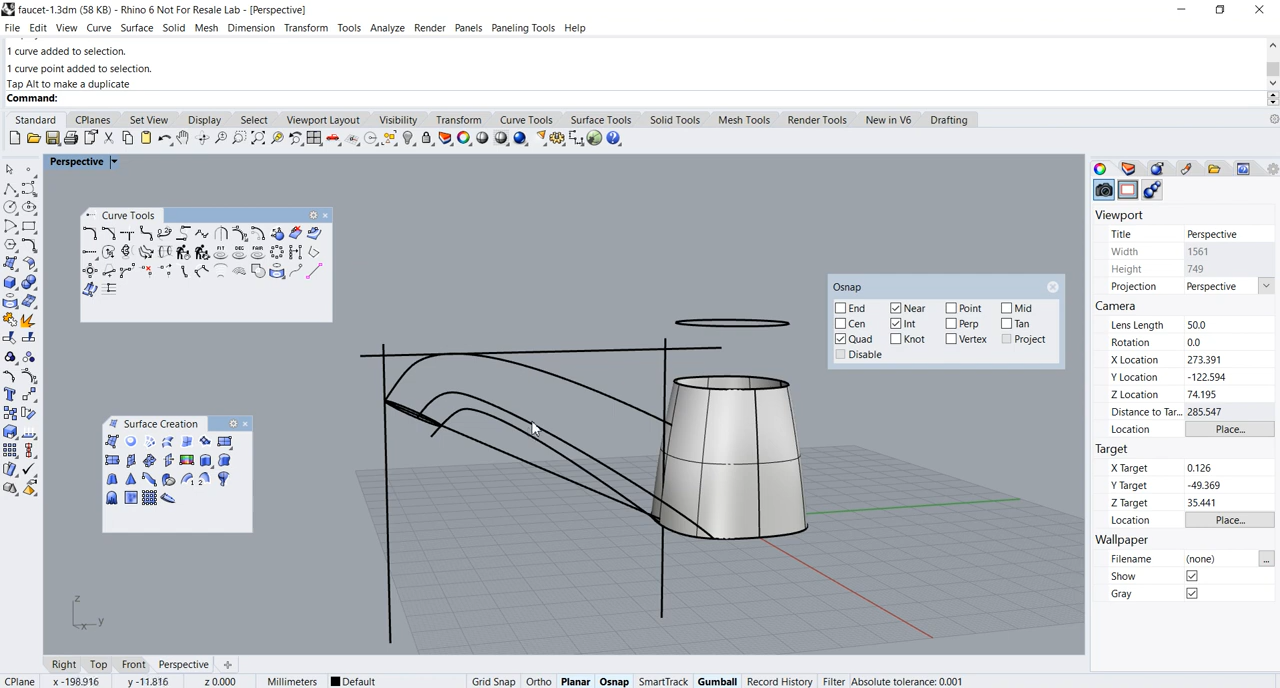 faucet-1.3dm (58 KB) - Rhino 6 Not For Resale Lab - [Perspective]
File Edit View Curve Surface Solid Mesh Dimension Transform Tools Analyze Render Panels Paneling Tools Help
1 curve added to selection.
1 curve point added to selection.
Tap Alt to make a duplicate
Command:
Standard CPlanes Set View Display Select Viewport Layout Visibility Transform Curve Tools Surface Tools Solid Tools Mesh Tools Render Tools New in V6 Drafting
Perspective
Curve Tools
Surface Creation
Osnap
End Near Point Mid
Cen Int Perp Tan
Quad Knot Vertex Project
Disable
Viewport
Title Perspective
Width 1561
Height 749
Projection Perspective
Camera
Lens Length 50.0
Rotation 0.0
X Location 273.391
Y Location -122.594
Z Location 74.195
Distance to Tar... 285.547
Location Place...
Target
X Target 0.126
Y Target -49.369
Z Target 35.441
Location Place...
Wallpaper
Filename (none) ...
Show
Gray
z
y
x
Right Top Front Perspective
CPlane x -198.916 y -11.816 z 0.000 Millimeters Default Grid Snap Ortho Planar Osnap SmartTrack Gumball Record History Filter Absolute tolerance: 0.001